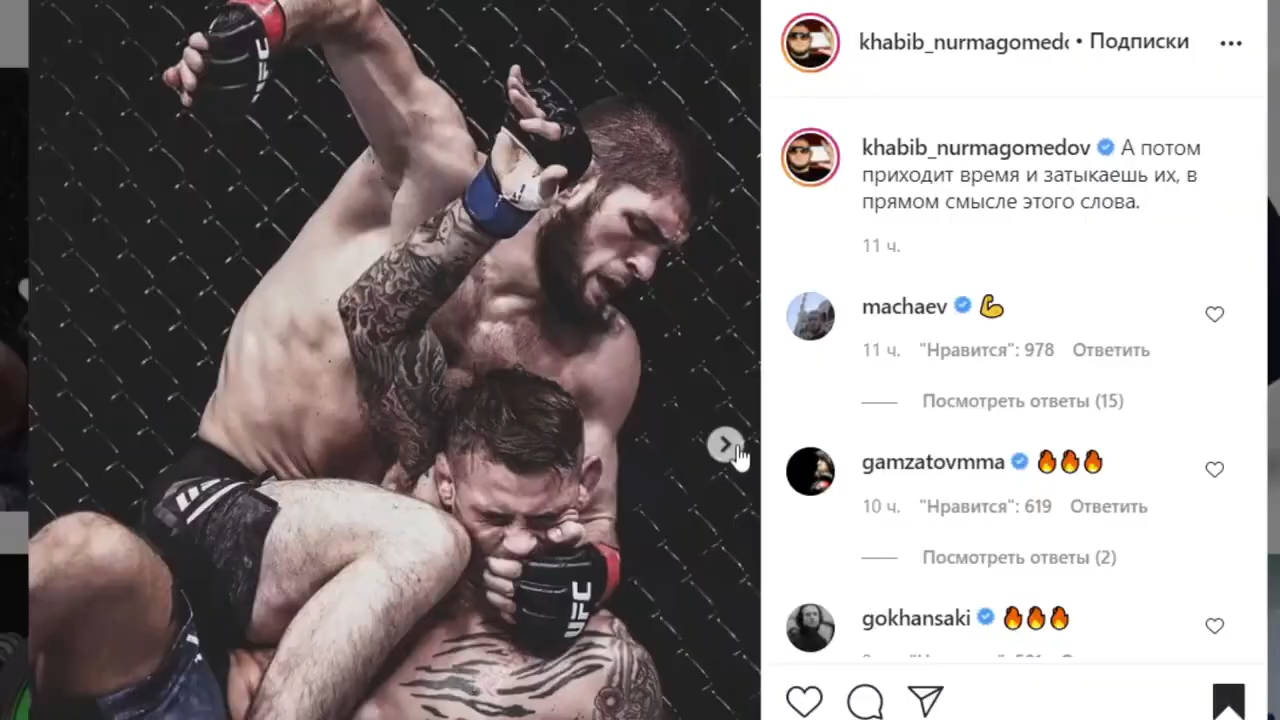 khabib_nurmagomed • Подписки
khabib_nurmagomedov А потом
приходит время и затыкаешь их, в
прямом смысле этого слова.
11 ч.
machaev 💪
11 ч. "Нравится": 978 Ответить
Посмотреть ответы (15)
gamzatovmma 🔥🔥🔥
10 ч. "Нравится": 619 Ответить
Посмотреть ответы (2)
gokhansaki 🔥🔥🔥
UFC
UFC